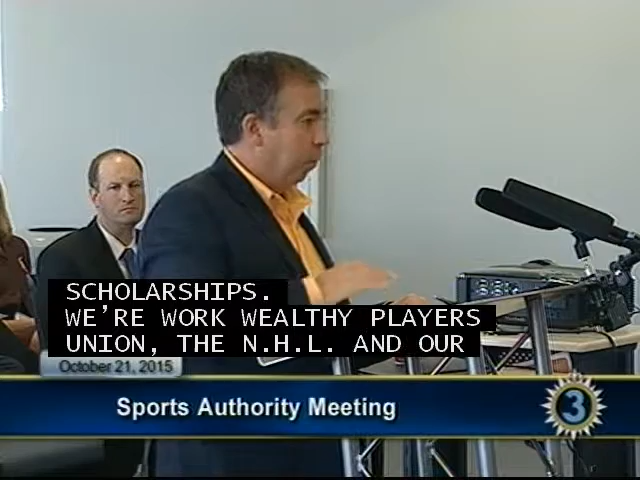 SCHOLARSHIPS.
WE'RE WORK WEALTHY PLAYERS
UNION, THE N.H.L. AND OUR
October 21, 2015
Sports Authority Meeting
3